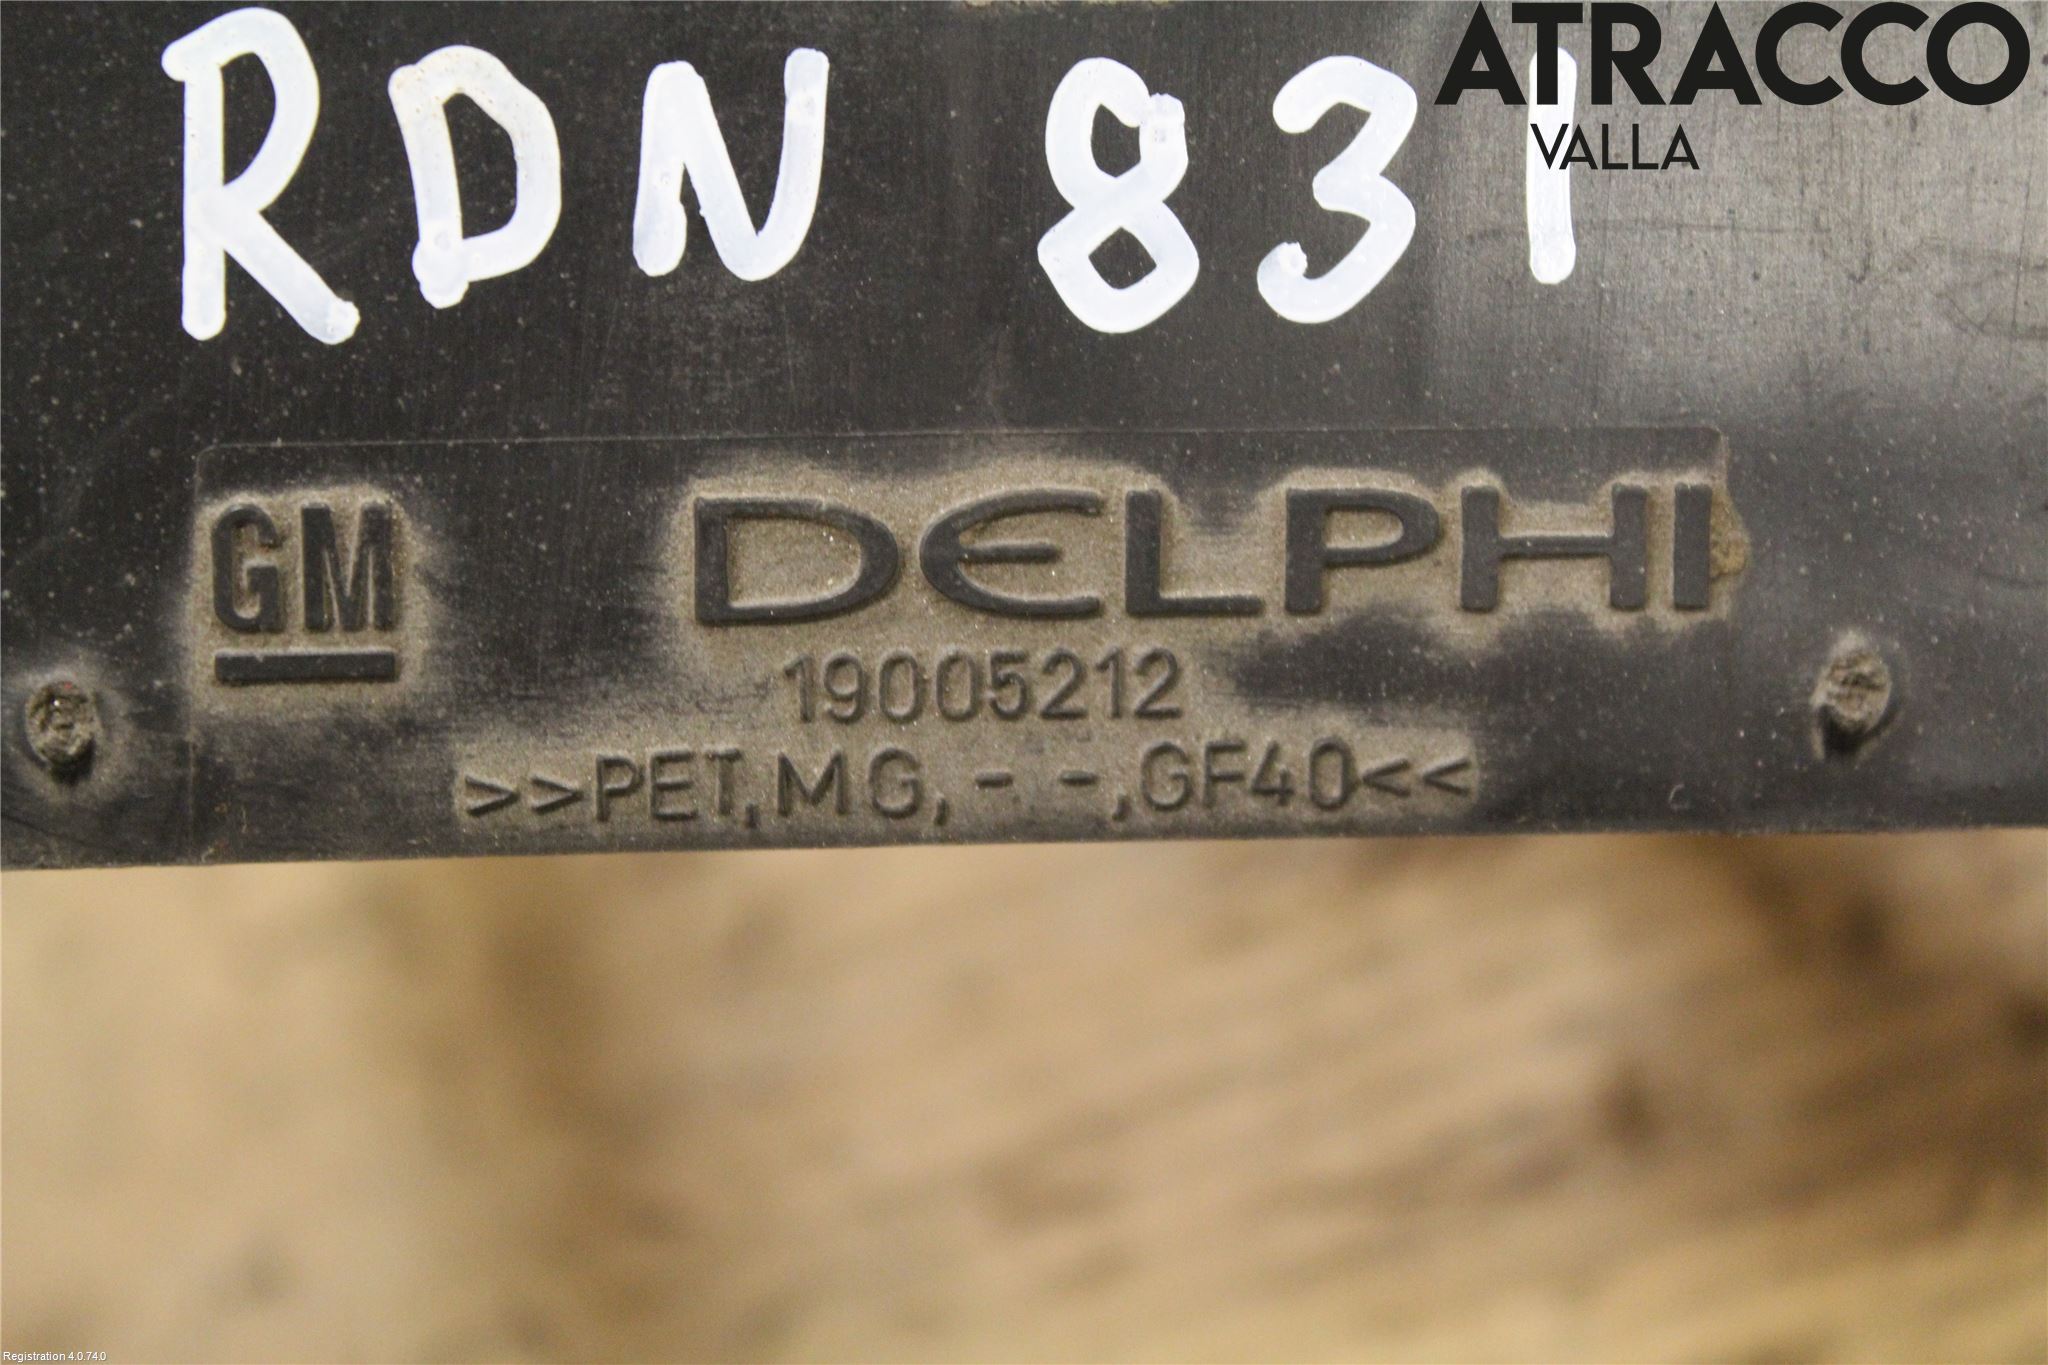 RDN 831
ATRACCO
VALLA
GM DELPHI
19005212
>>PET,MG,- -,GF40<<
Registration 4.0.74.0